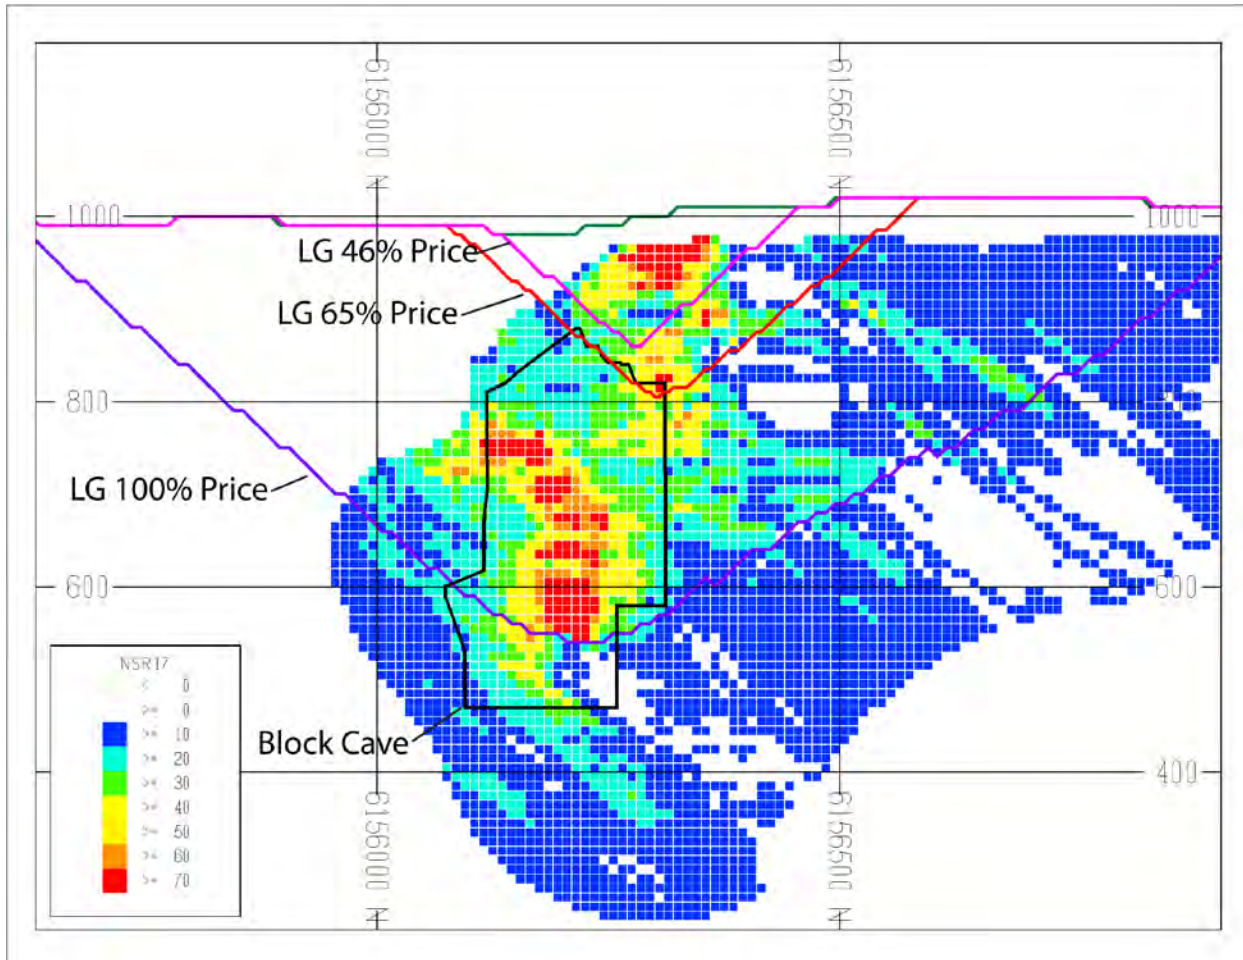 6156000 N
6156500 N
1000
1000
LG 46% Price
LG 65% Price
800
LG 100% Price
600
600
NSR17
< 0
>= 0
>= 10
>= 20
>= 30
>= 40
>= 50
>= 60
>= 70
Block Cave
400
6156000 N
6156500 N